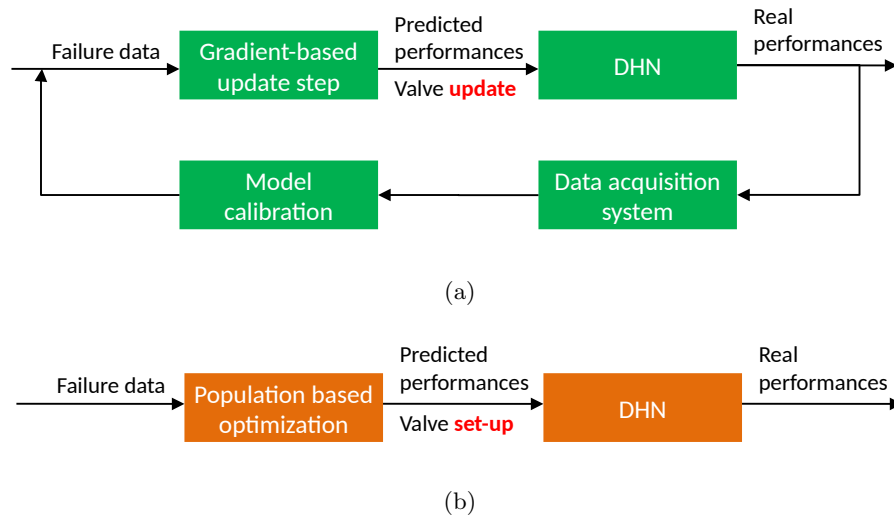 Failure data
Gradient-based
update step
Predicted
performances
Valve update
DHN
Real
performances
Model
calibration
Data acquisition
system
(a)
Failure data
Population based
optimization
Predicted
performances
Valve set-up
DHN
Real
performances
(b)